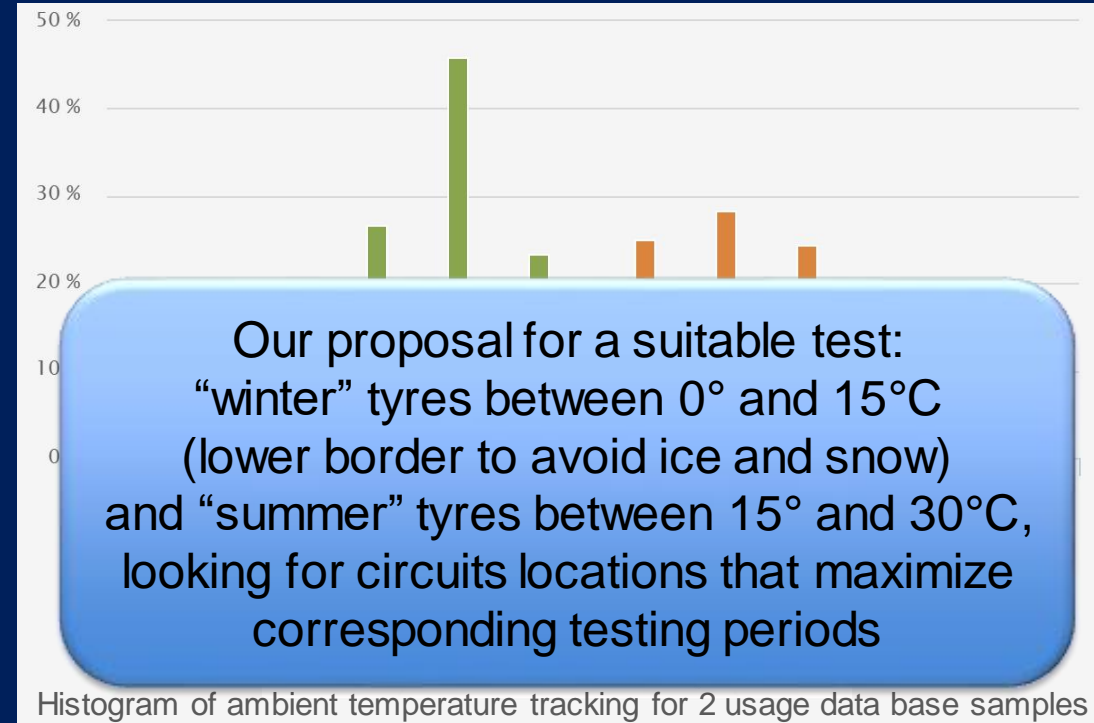 50 %
40 %
30 %
20 %
10
0
Our proposal for a suitable test:
“winter” tyres between 0° and 15°C
(lower border to avoid ice and snow)
and “summer” tyres between 15° and 30°C,
looking for circuits locations that maximize
corresponding testing periods
Histogram of ambient temperature tracking for 2 usage data base samples